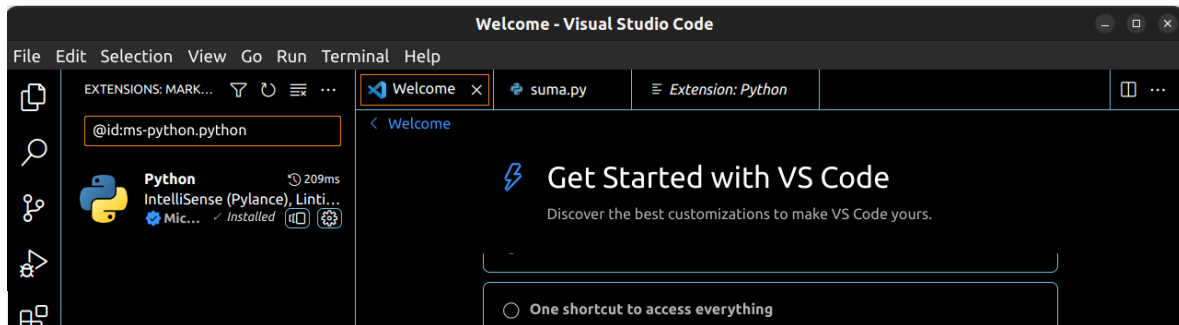 Welcome - Visual Studio Code
File Edit Selection View Go Run Terminal Help
EXTENSIONS: MARK...
Welcome
suma.py
Extension: Python
@id:ms-python.python
< Welcome
Python 209ms
IntelliSense (Pylance), Linti...
Mic... ✓ Installed
Get Started with VS Code
Discover the best customizations to make VS Code yours.
One shortcut to access everything